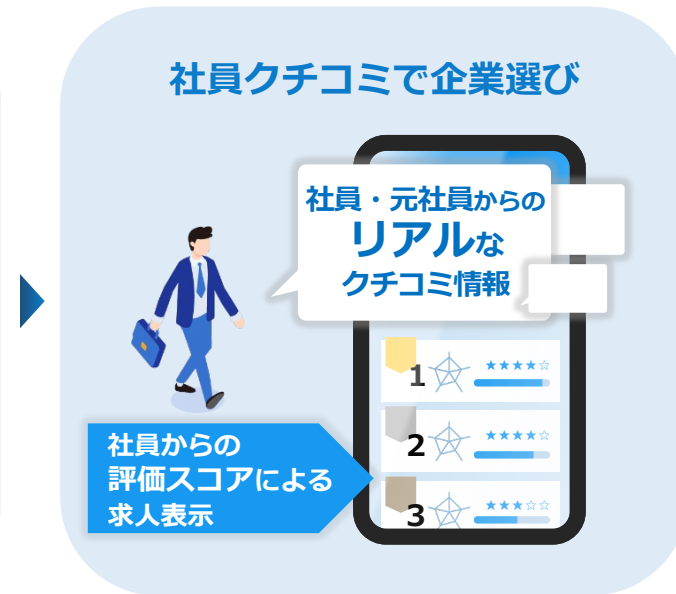 社員クチコミで企業選び
社員・元社員からの
リアルな
クチコミ情報
1 ★★★★☆
2 ★★★★☆
3 ★★★☆☆
社員からの
評価スコアによる
求人表示